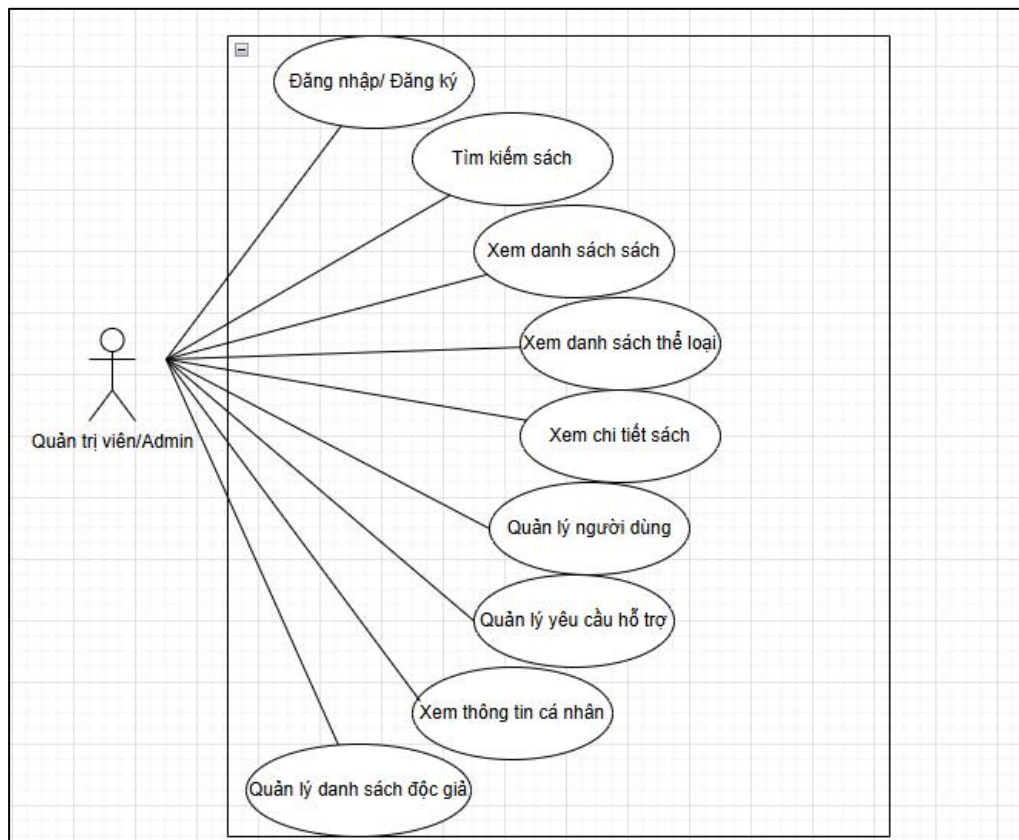 Đăng nhập/ Đăng ký
Tìm kiếm sách
Xem danh sách sách
Xem danh sách thể loại
Xem chi tiết sách
Quản trị viên/Admin
Quản lý người dùng
Quản lý yêu cầu hỗ trợ
Xem thông tin cá nhân
Quản lý danh sách độc giả